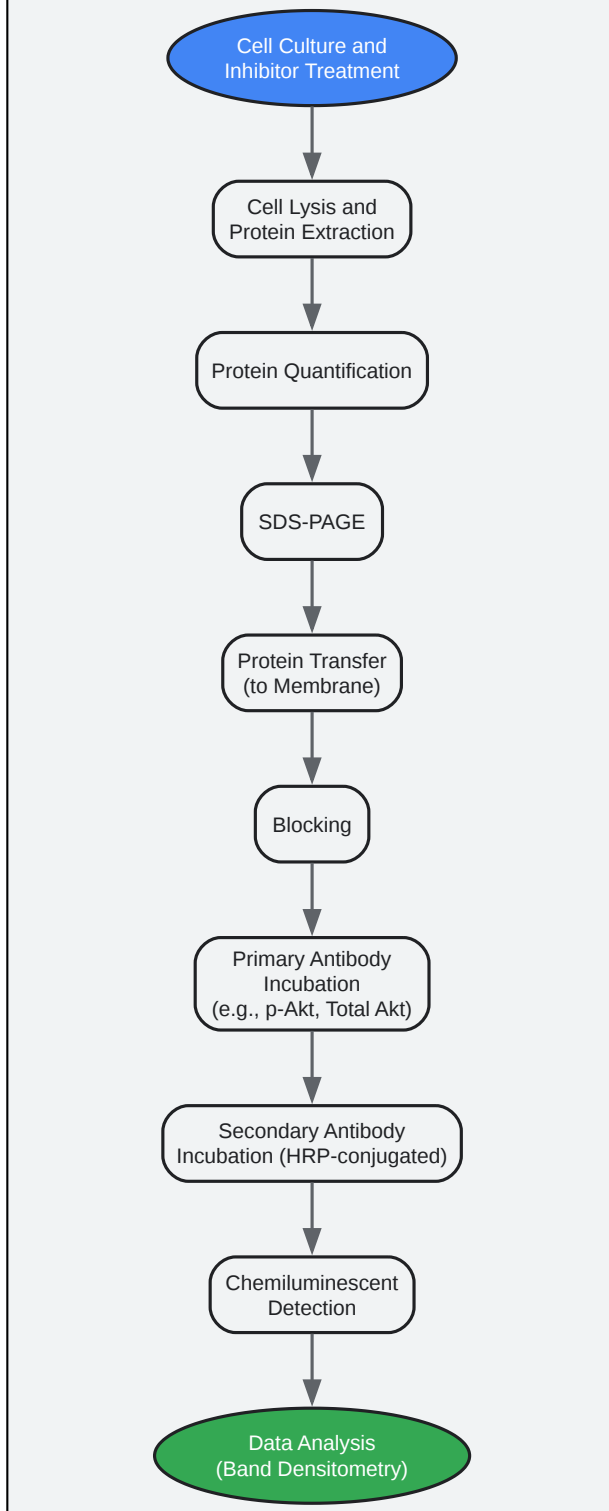 Cell Culture and
Inhibitor Treatment
Cell Lysis and
Protein Extraction
Protein Quantification
SDS-PAGE
Protein Transfer
(to Membrane)
Blocking
Primary Antibody
Incubation
(e.g., p-Akt, Total Akt)
Secondary Antibody
Incubation (HRP-conjugated)
Chemiluminescent
Detection
Data Analysis
(Band Densitometry)